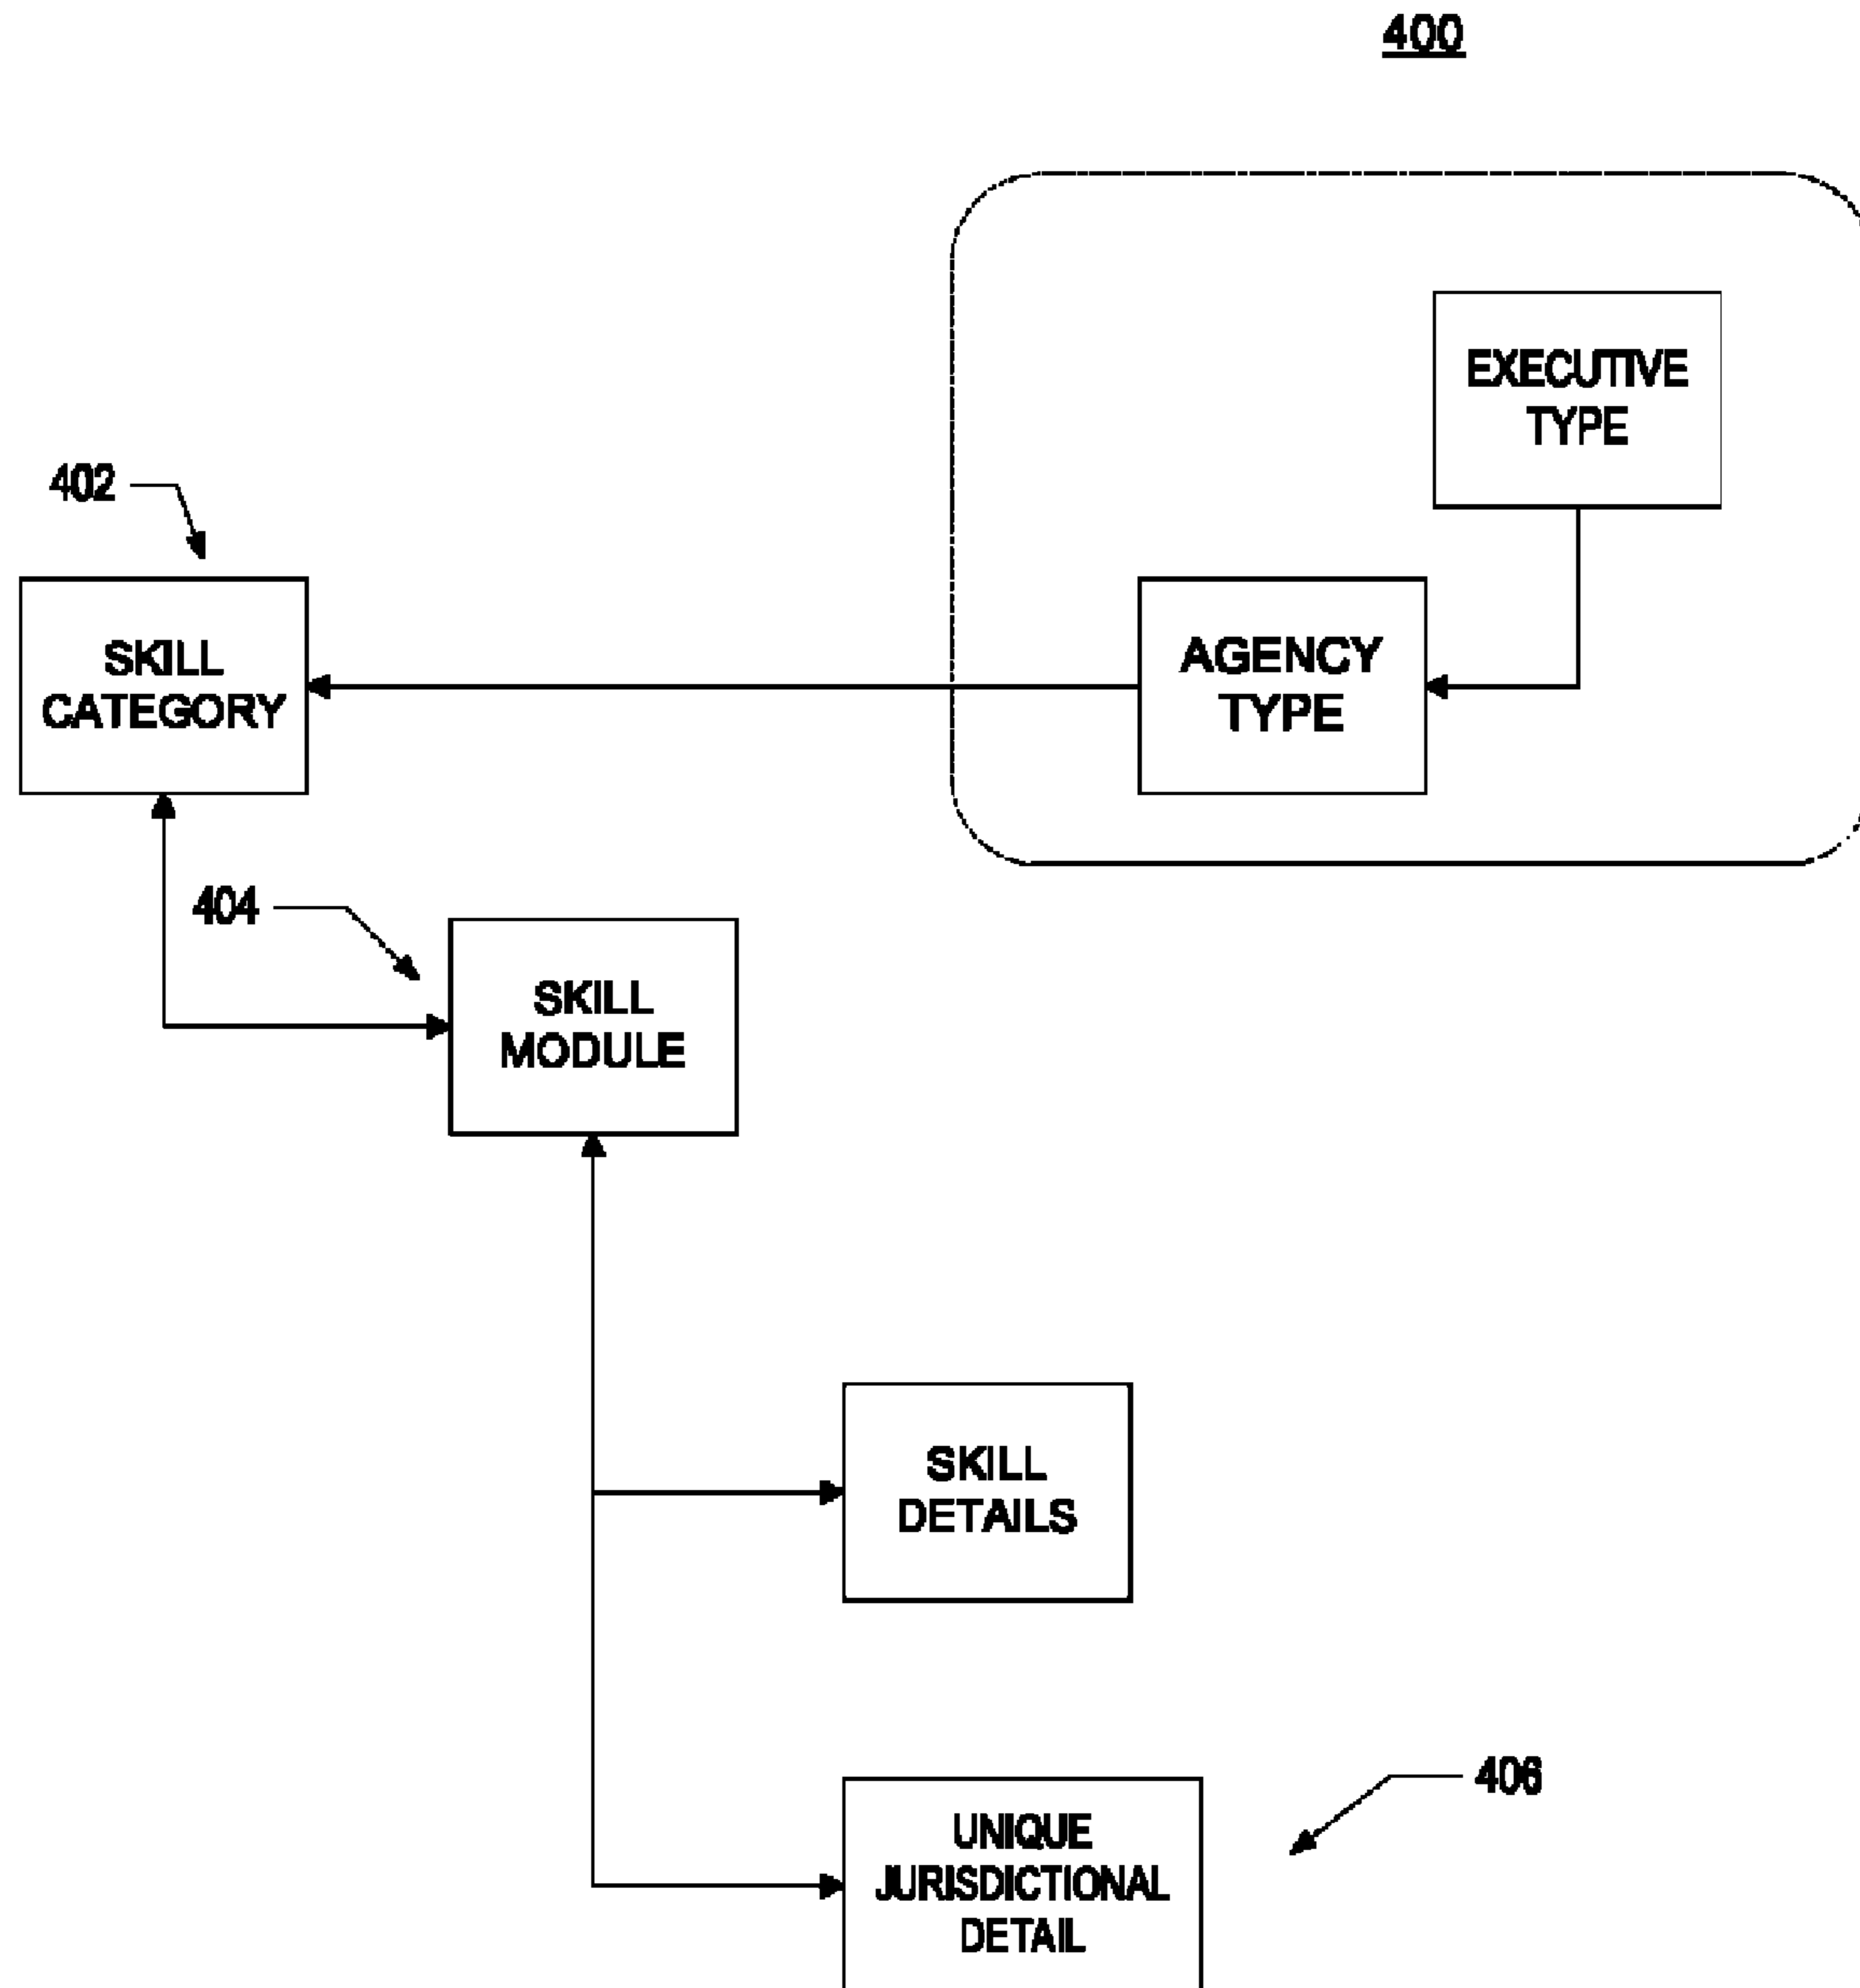 400
EXECUTIVE
TYPE
402
SKILL
CATEGORY
AGENCY
TYPE
404
SKILL
MODULE
SKILL
DETAILS
406
UNIQUE
JURISDICTIONAL
DETAIL